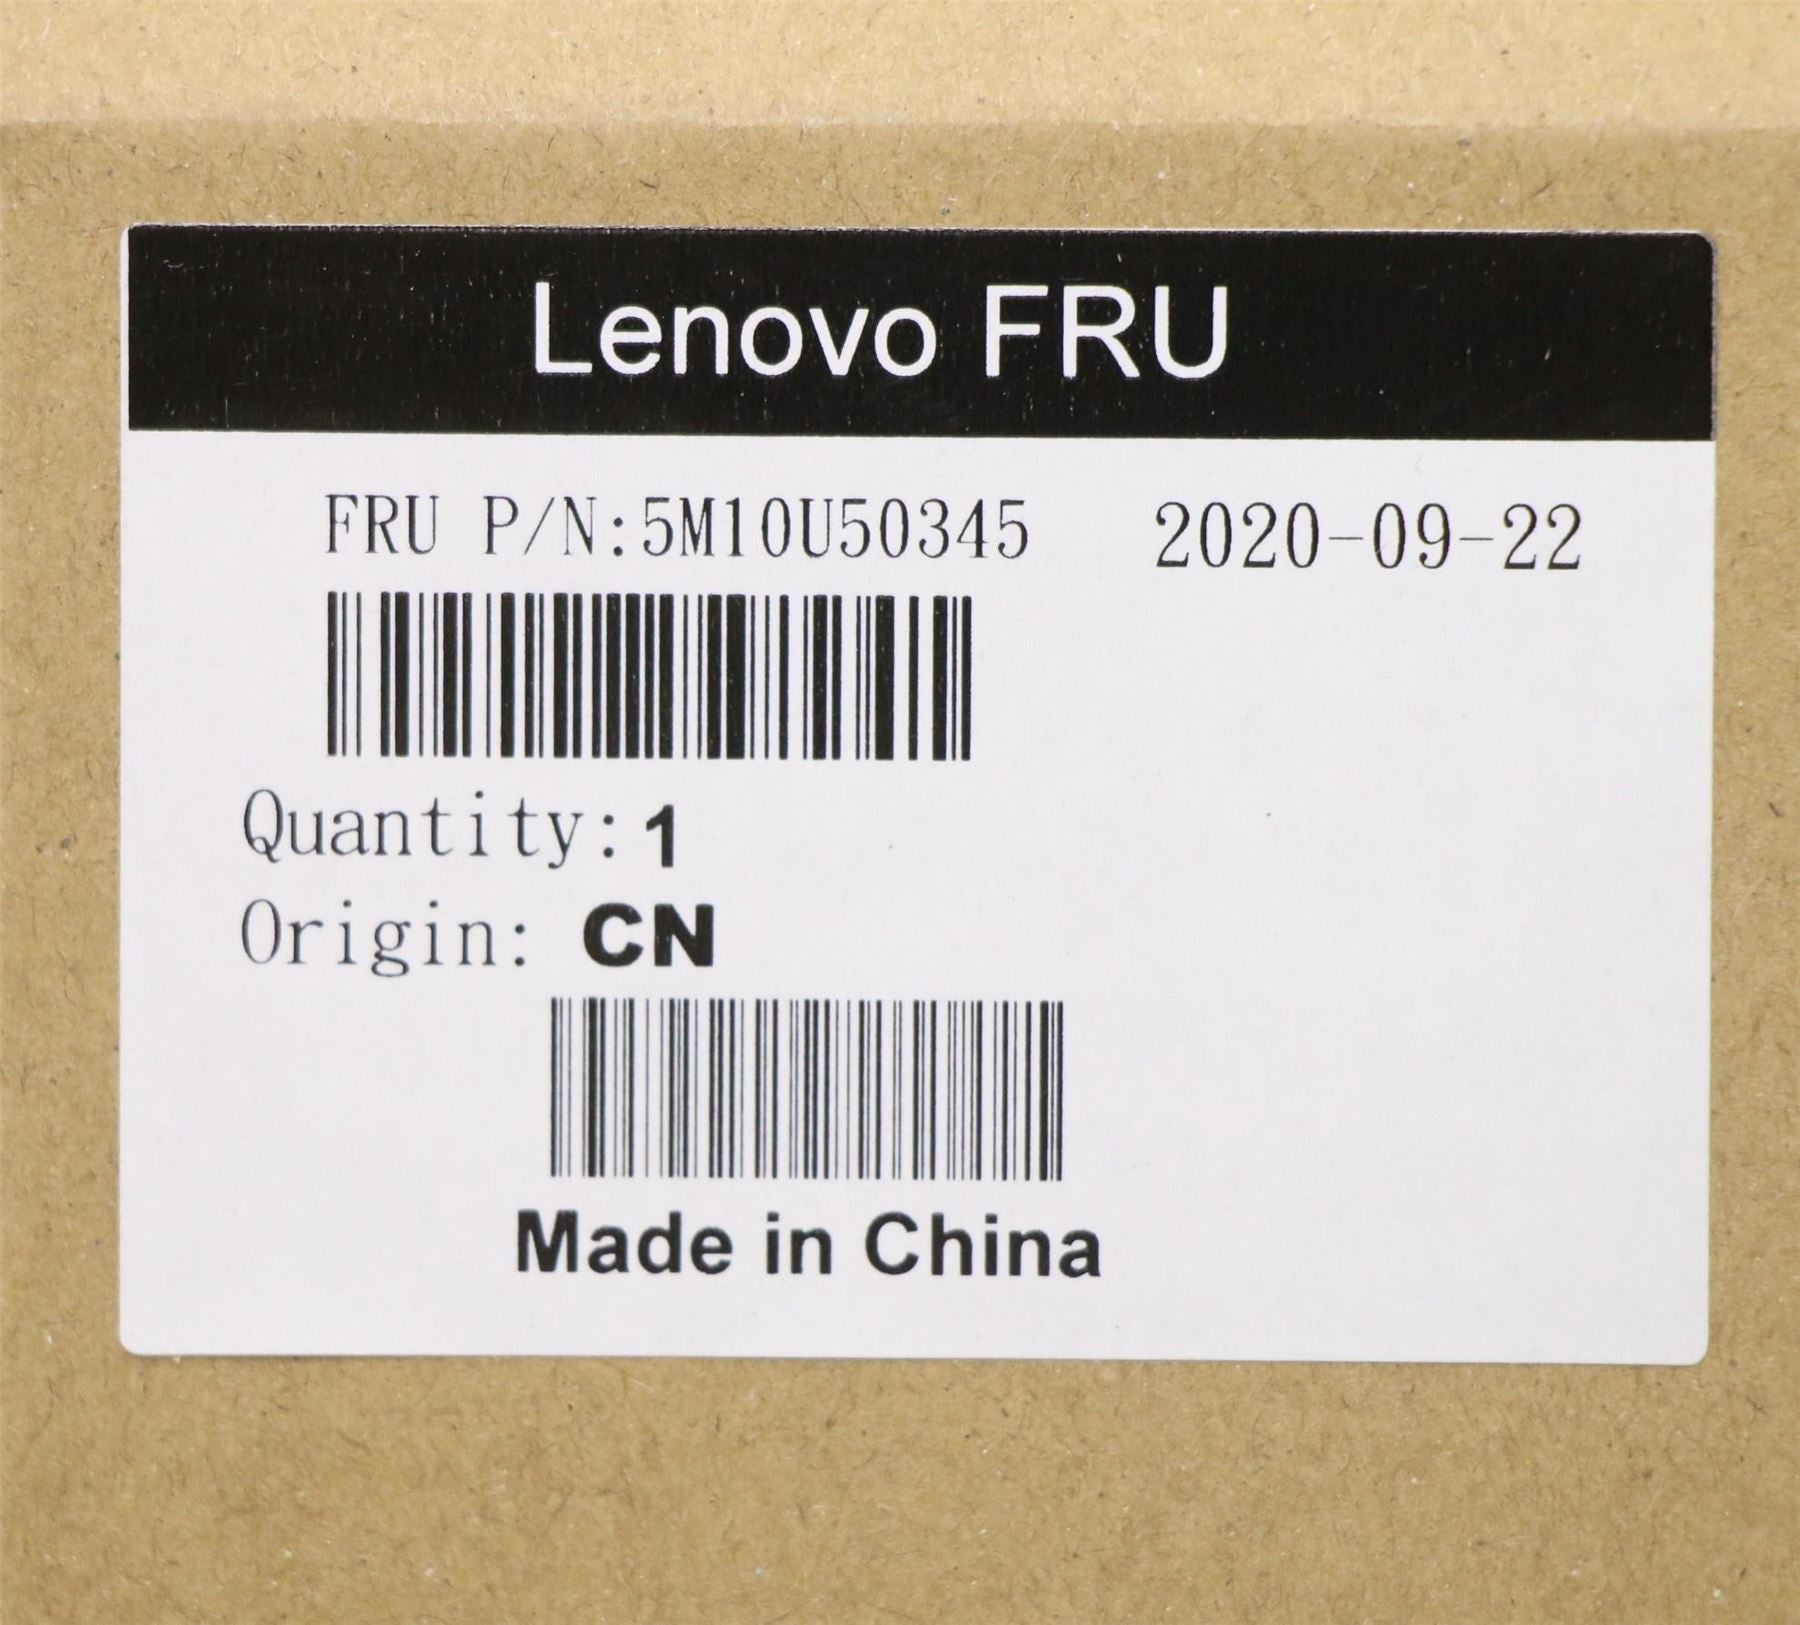 Lenovo FRU
FRU P/N:5M10U50345 2020-09-22
Quantity:1
Origin: CN
Made in China